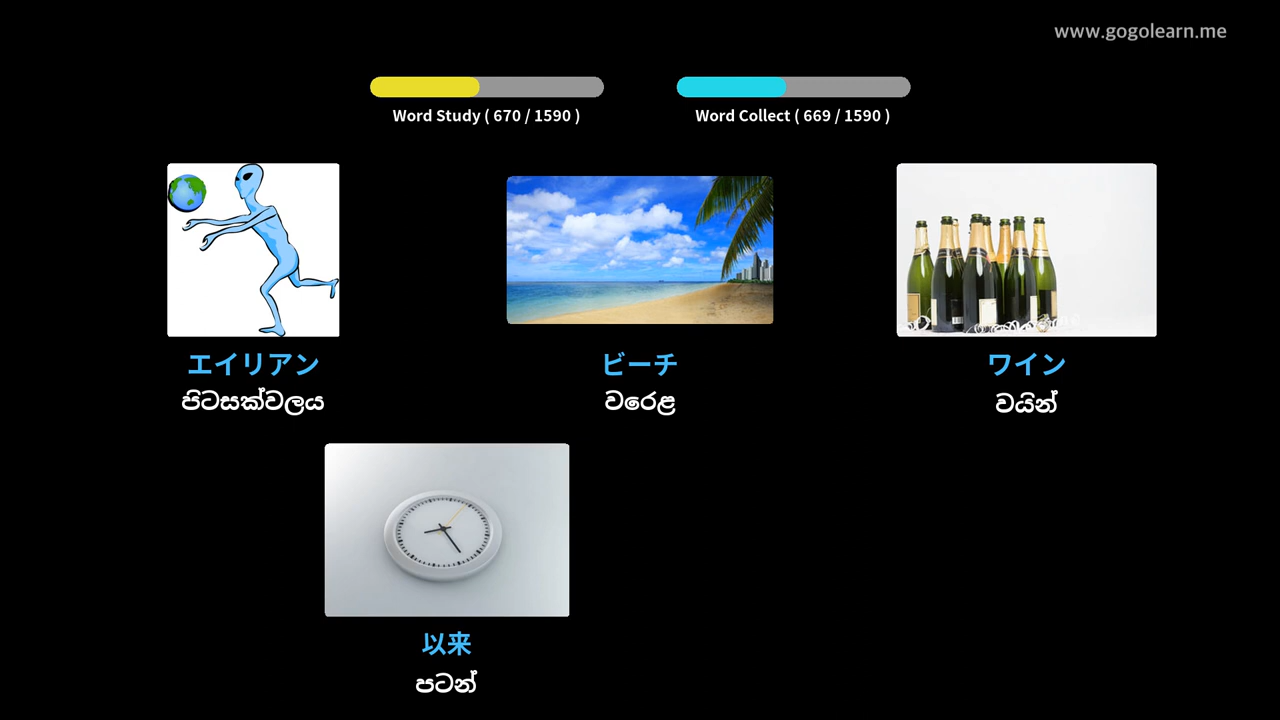 www.gogolearn.me
Word Study ( 670 / 1590 )
Word Collect ( 669 / 1590 )
エイリアン
පිටසක්වලය
ビーチ
වරෙළ
ワイン
වයින්
以来
පටන්